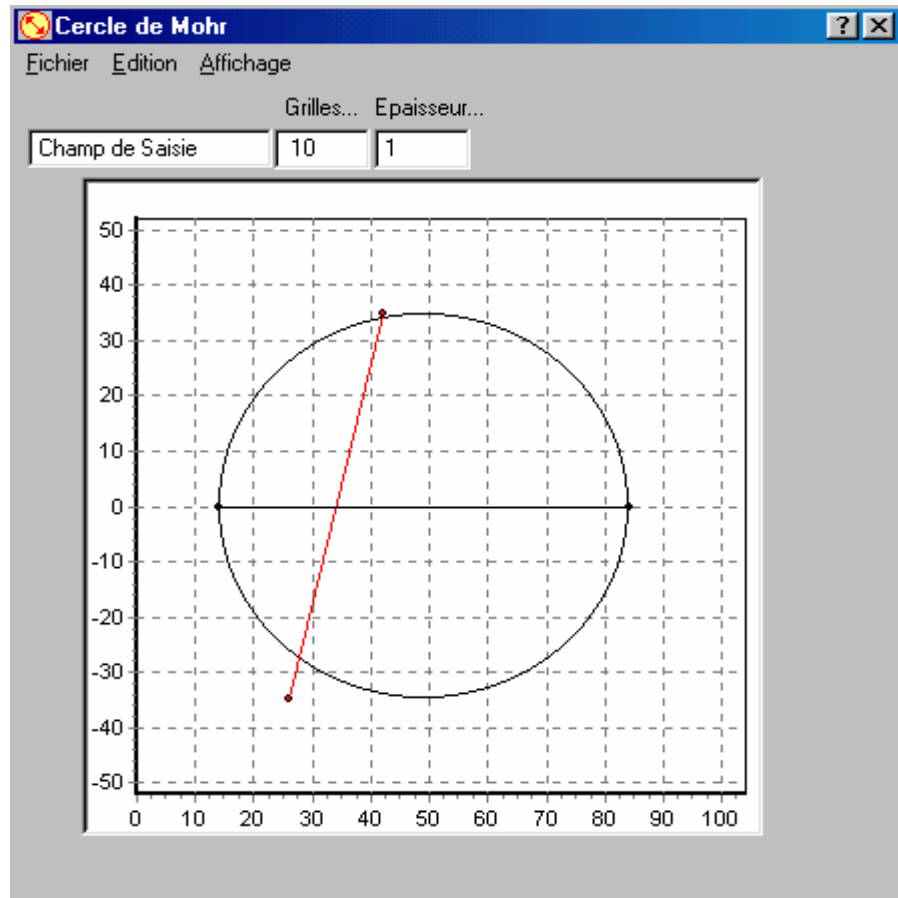 Cercle de Mohr
Fichier Edition Affichage
Grilles... Epaisseur...
Champ de Saisie 10 1
50
40
30
20
10
0
-10
-20
-30
-40
-50
0 10 20 30 40 50 60 70 80 90 100